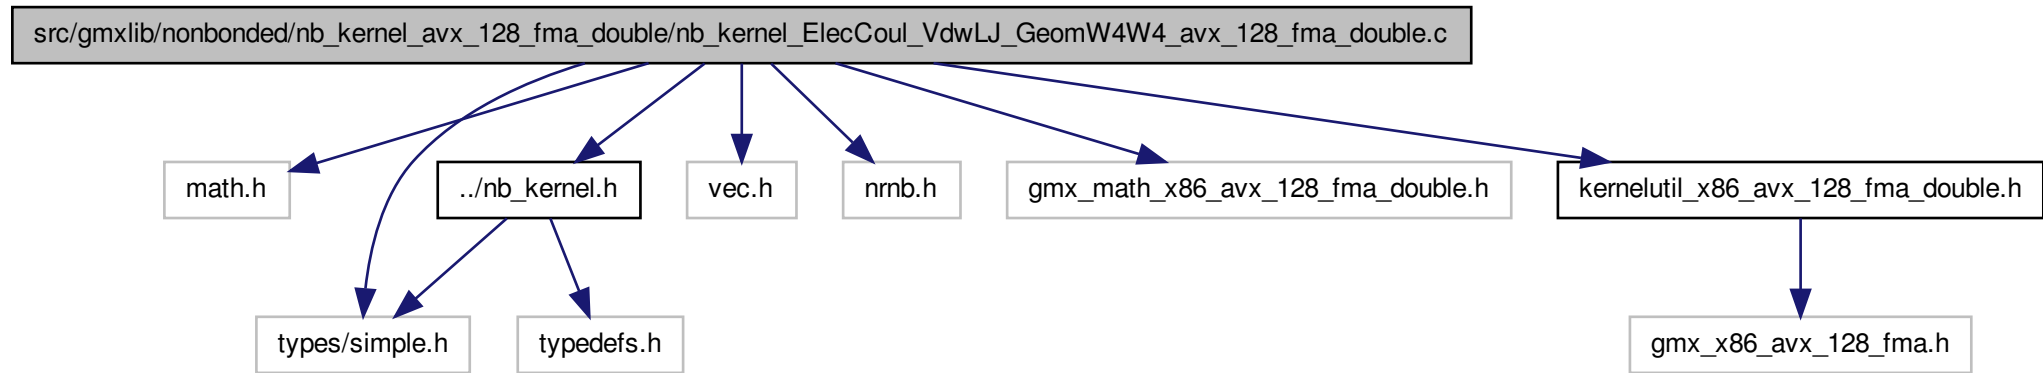 src/gmxlib/nonbonded/nb_kernel_avx_128_fma_double/nb_kernel_ElecCoul_VdwLJ_GeomW4W4_avx_128_fma_double.c
math.h
../nb_kernel.h
vec.h
nrnb.h
gmx_math_x86_avx_128_fma_double.h
kernelutil_x86_avx_128_fma_double.h
types/simple.h
typedefs.h
gmx_x86_avx_128_fma.h